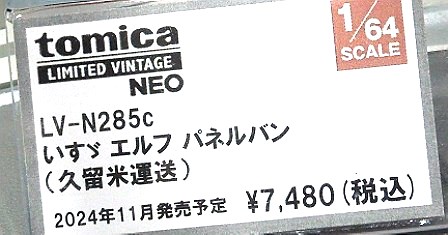 tomica
LIMITED VINTAGE
NEO
1/64
SCALE
LV-N285c
いすゞ エルフ パネルバン
(久留米運送)
2024年11月発売予定 ¥7,480(税込)